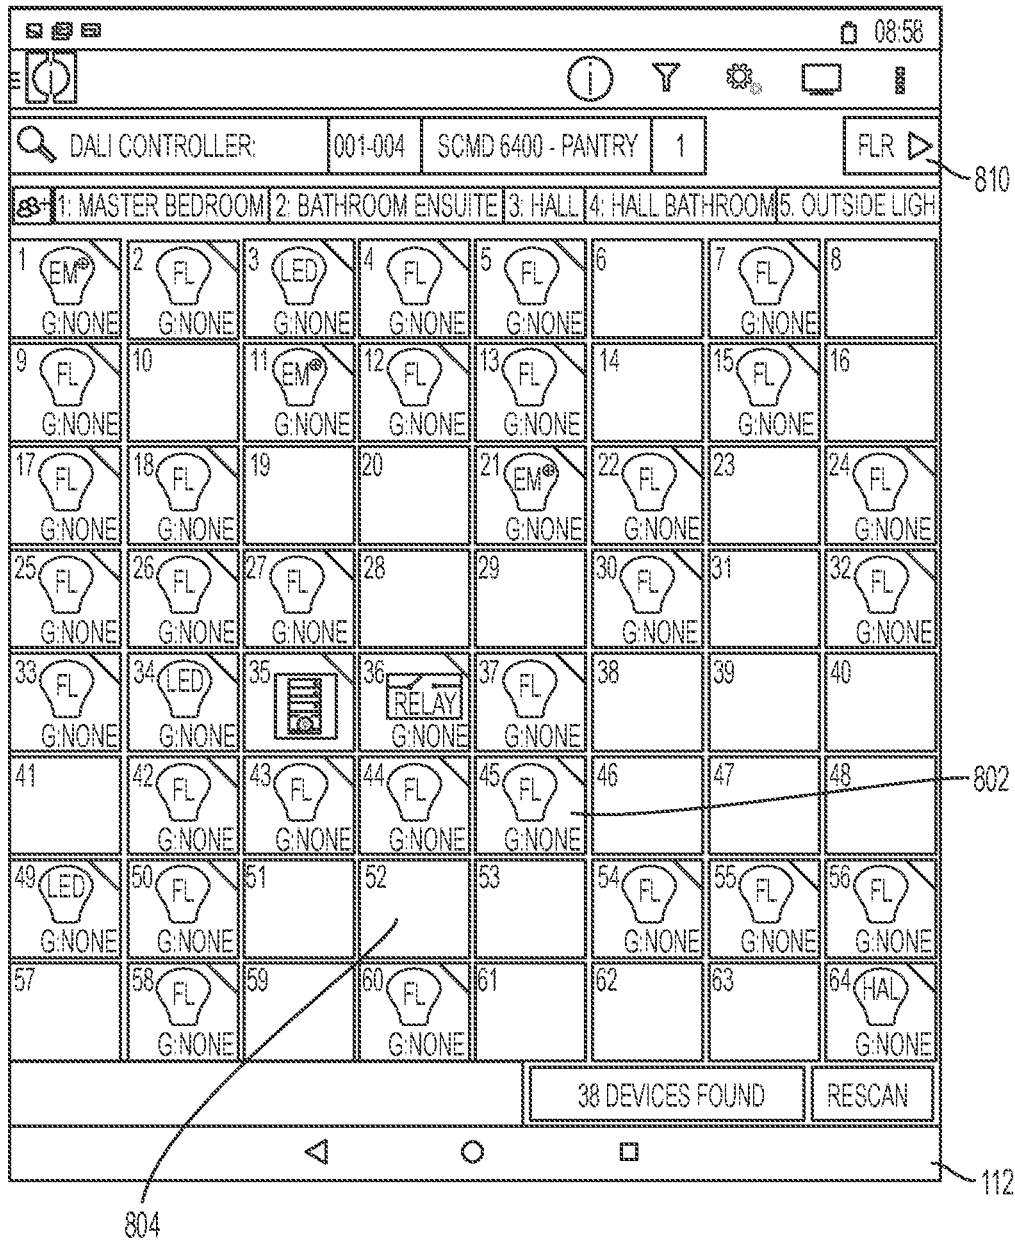 08:58
DALI CONTROLLER: 001-004 SCMD 6400 - PANTRY 1 FLR
810
1: MASTER BEDROOM 2: BATHROOM ENSUITE 3: HALL 4: HALL BATHROOM 5. OUTSIDE LIGH
1 EM 2 FL 3 LED 4 FL 5 FL 6 7 FL 8
G:NONE G:NONE G:NONE G:NONE G:NONE G:NONE
9 FL 10 11 EM 12 FL 13 FL 14 15 FL 16
G:NONE G:NONE G:NONE G:NONE G:NONE
17 FL 18 FL 19 20 21 EM 22 FL 23 24 FL
G:NONE G:NONE G:NONE G:NONE G:NONE
25 FL 26 FL 27 FL 28 29 30 FL 31 32 FL
G:NONE G:NONE G:NONE G:NONE G:NONE
33 FL 34 LED 35 36 RELAY 37 FL 38 39 40
G:NONE G:NONE G:NONE G:NONE
41 42 FL 43 FL 44 FL 45 FL 46 47 48
802
G:NONE G:NONE G:NONE G:NONE
49 LED 50 FL 51 52 53 54 FL 55 FL 56 FL
G:NONE G:NONE G:NONE G:NONE G:NONE
57 58 FL 59 60 FL 61 62 63 64 HAL
G:NONE G:NONE G:NONE
38 DEVICES FOUND RESCAN
112
804